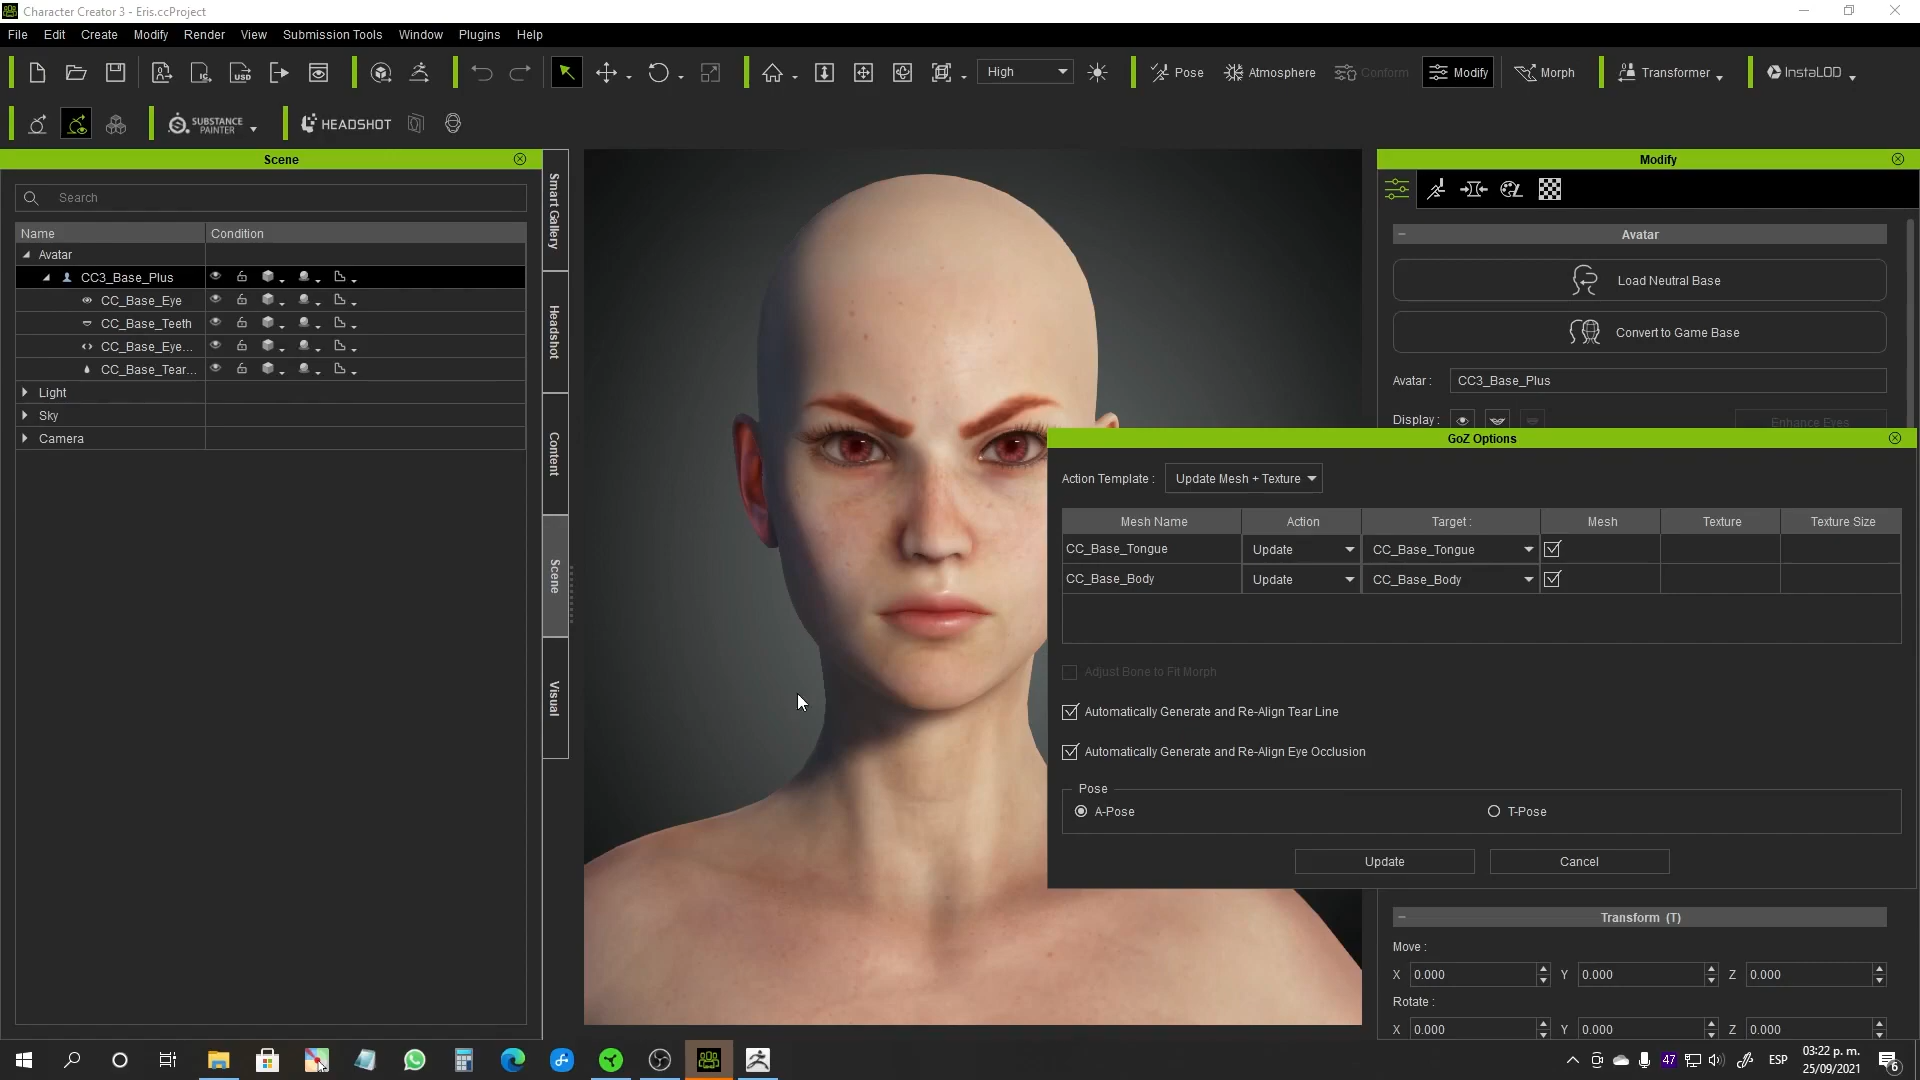 Character Creator 3 - Eris.ccProject
File Edit Create Modify Render View Submission Tools Window Plugins Help
High Pose Atmosphere Conform Modify Morph Transformer InstaLOD
SUBSTANCE PAINTER HEADSHOT
Scene
Search
Name Condition
Avatar
CC3_Base_Plus
CC_Base_Eye
CC_Base_Teeth
CC_Base_Eye...
CC_Base_Tear...
Light
Sky
Camera
Smart Gallery
Headshot
Content
Scene
Visual
Modify
Avatar
Load Neutral Base
Convert to Game Base
Avatar : CC3_Base_Plus
Display : Enhance Eyes
GoZ Options
Action Template : Update Mesh + Texture
Mesh Name Action Target : Mesh Texture Texture Size
CC_Base_Tongue Update CC_Base_Tongue
CC_Base_Body Update CC_Base_Body
Adjust Bone to Fit Morph
Automatically Generate and Re-Align Tear Line
Automatically Generate and Re-Align Eye Occlusion
Pose
A-Pose T-Pose
Update Cancel
Transform (T)
Move :
X 0.000 Y 0.000 Z 0.000
Rotate :
X 0.000 Y 0.000 Z 0.000
47 ESP 03:22 p. m.
25/09/2021 6